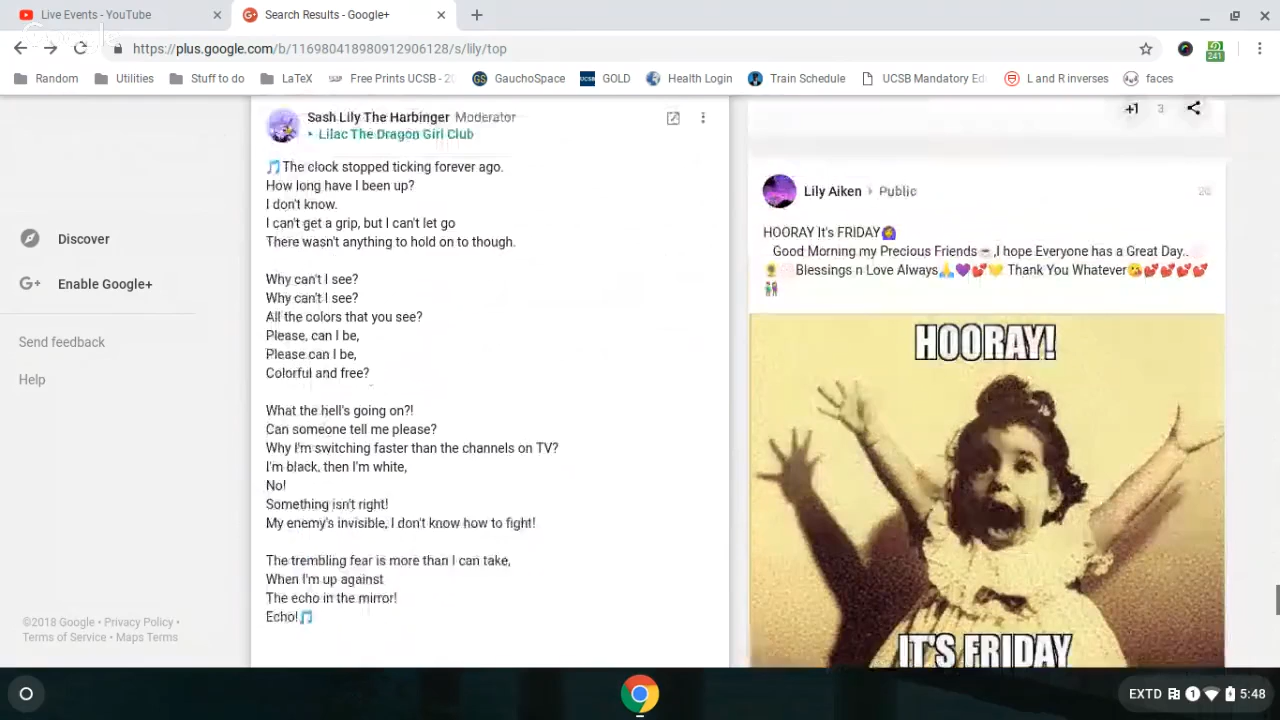 Live Events - YouTube
Search Results - Google+
Google+
https://plus.google.com/b/116980418980912906128/s/lily/top
241
Random
Utilities
Stuff to do
LaTeX
Free Prints UCSB - 20
GS
GauchoSpace
UCSB
GOLD
Health Login
Train Schedule
UCSB Mandatory Ed
L and R inverses
faces
Discover
G+ Enable Google+
Send feedback
Help
©2018 Google • Privacy Policy •
Terms of Service • Maps Terms
Sash Lily The Harbinger Moderator
Lilac The Dragon Girl Club
🎵The clock stopped ticking forever ago.
How long have I been up?
I don't know.
I can't get a grip, but I can't let go
There wasn't anything to hold on to though.
Why can't I see?
Why can't I see?
All the colors that you see?
Please, can I be,
Please can I be,
Colorful and free?
What the hell's going on?!
Can someone tell me please?
Why I'm switching faster than the channels on TV?
I'm black, then I'm white,
No!
Something isn't right!
My enemy's invisible, I don't know how to fight!
The trembling fear is more than I can take,
When I'm up against
The echo in the mirror!
Echo!🎵
+1 3
Lily Aiken Public
HOORAY It's FRIDAY🙆
Good Morning my Precious Friends☕,I hope Everyone has a Great Day..
🌻Blessings n Love Always🙏💜💕💛 Thank You Whatever😘💕💕💕💕
👫
HOORAY!
IT'S FRIDAY
EXTD
1
5:48